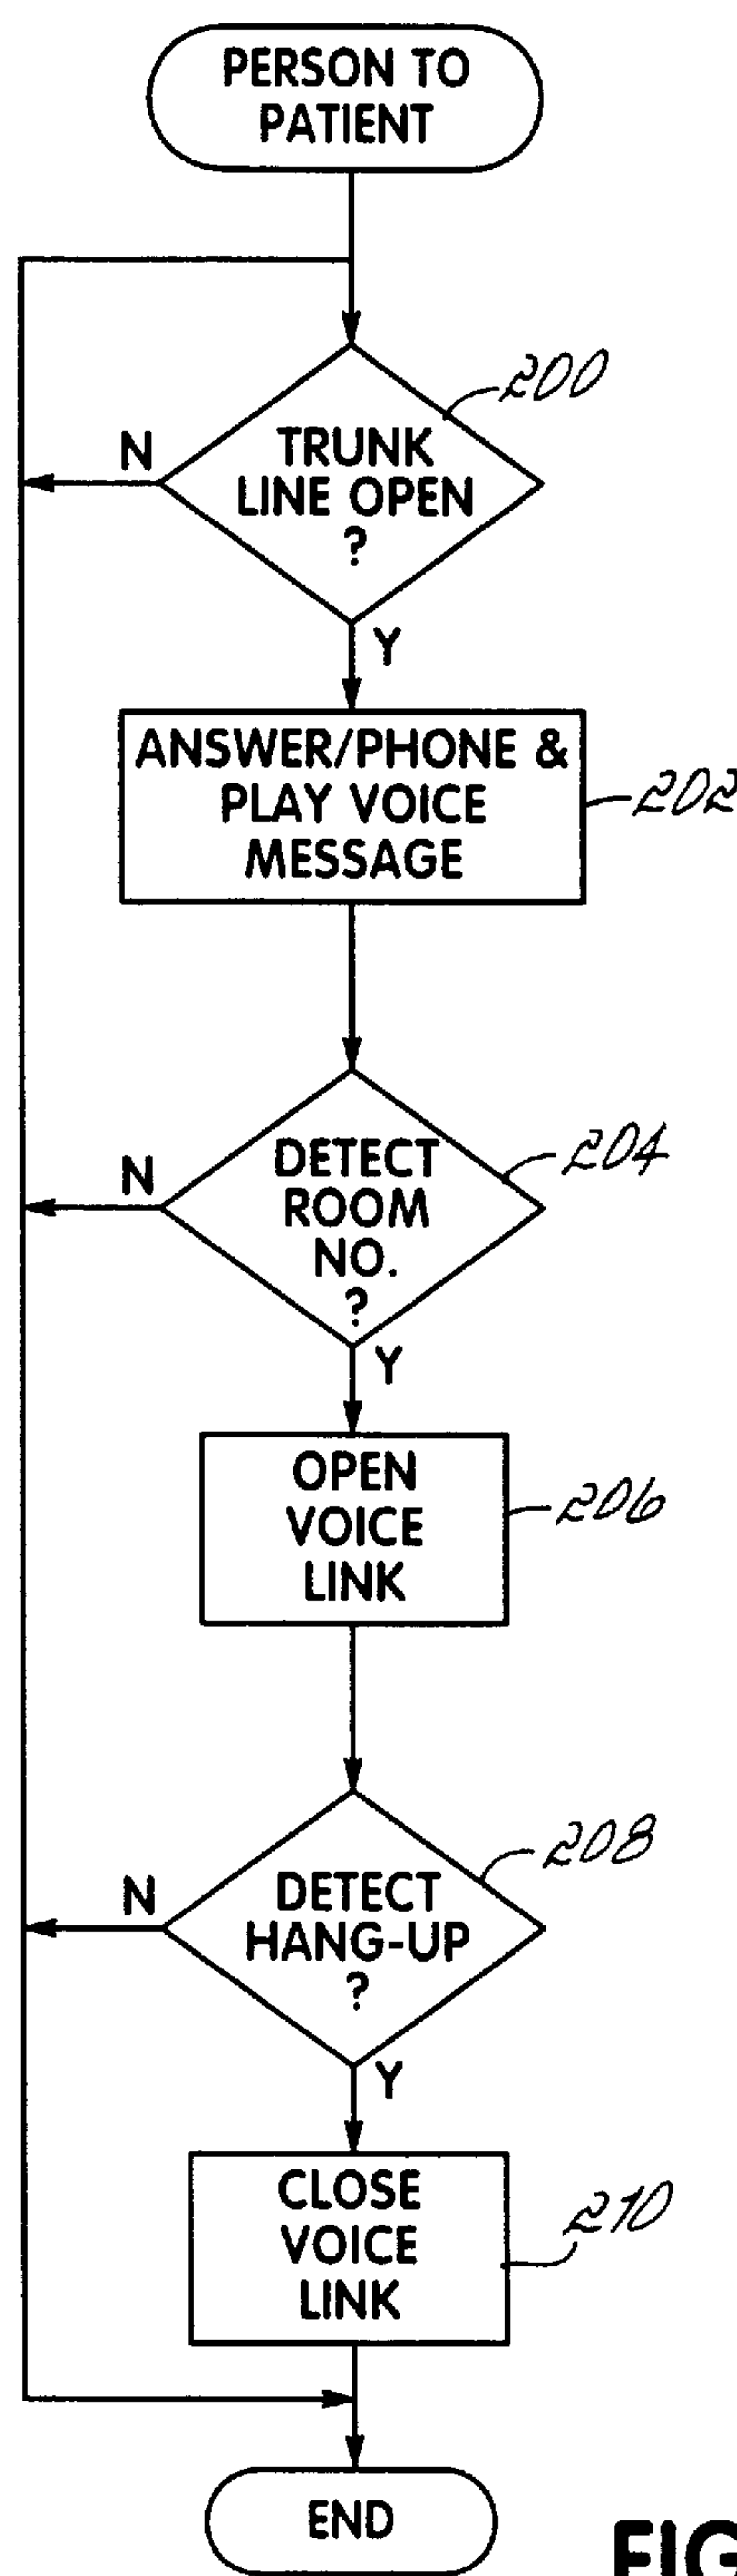 PERSON TO
PATIENT
200
TRUNK
LINE OPEN
?
N
Y
ANSWER/PHONE &
PLAY VOICE
MESSAGE
202
DETECT
ROOM
NO.
?
204
N
Y
OPEN
VOICE
LINK
206
DETECT
HANG-UP
?
208
N
Y
CLOSE
VOICE
LINK
210
END
FIG